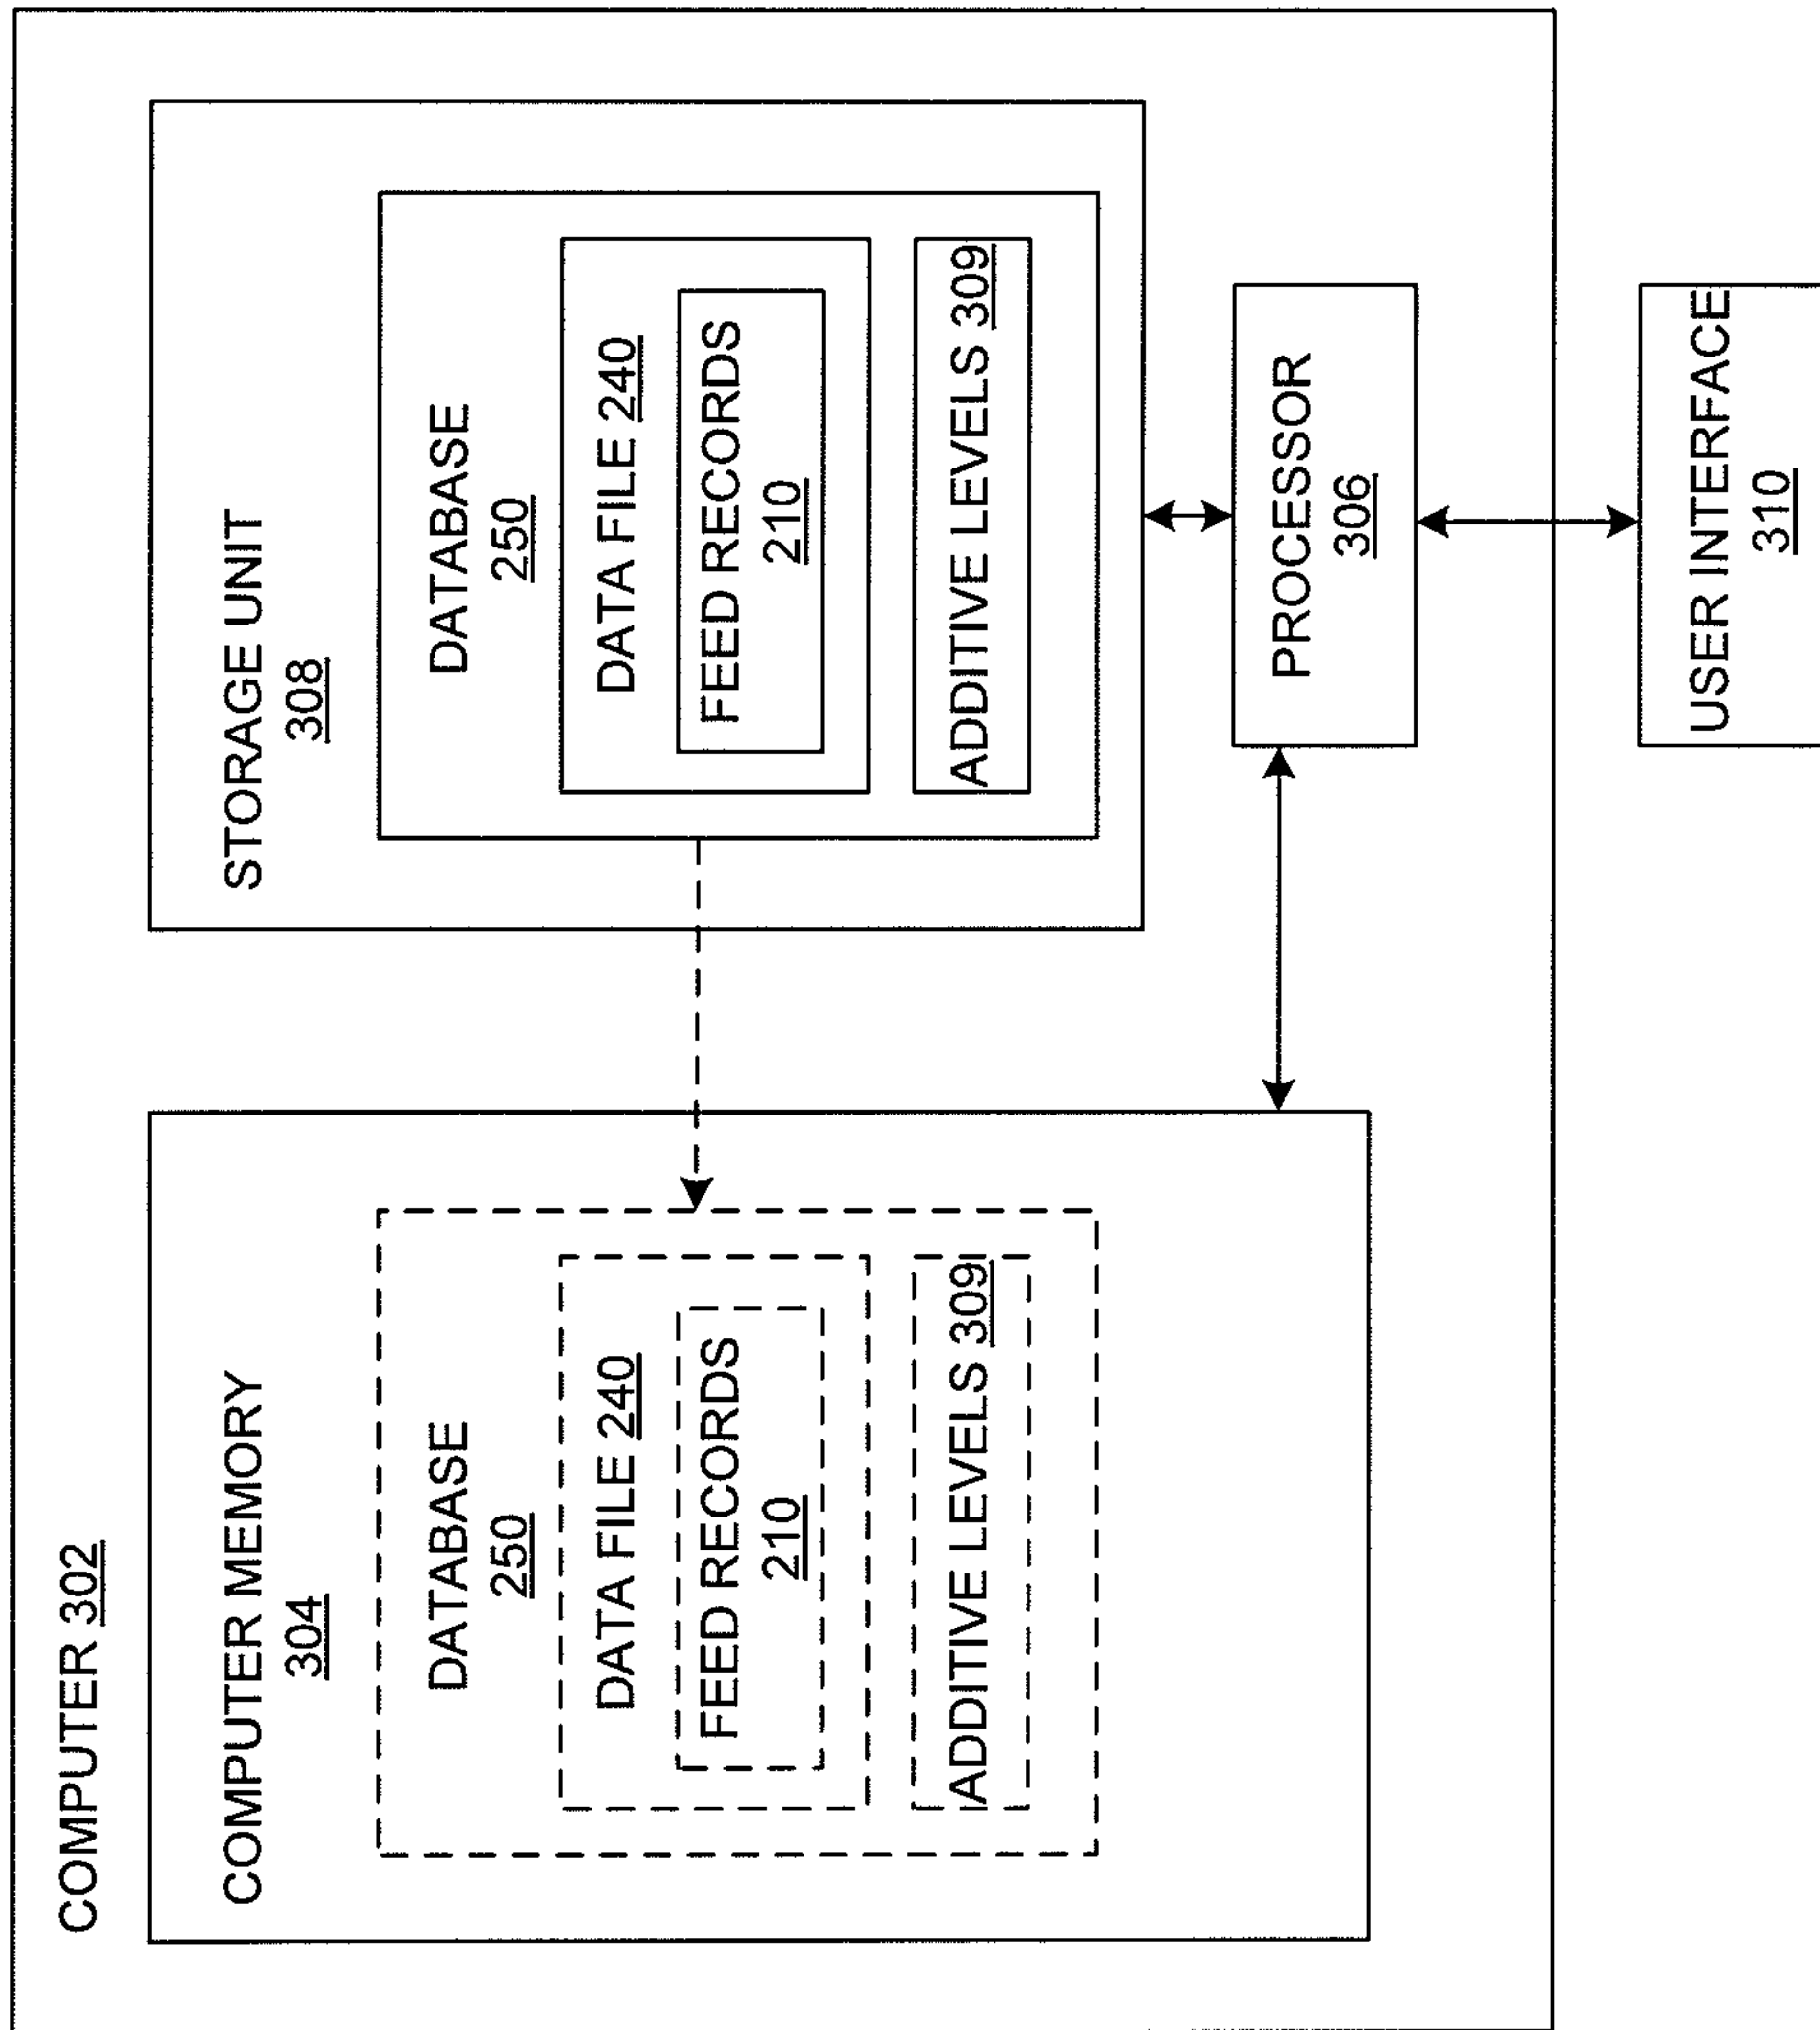 COMPUTER 302
COMPUTER MEMORY
304
DATABASE
250
DATA FILE 240
FEED RECORDS
210
ADDITIVE LEVELS 309
STORAGE UNIT
308
DATABASE
250
DATA FILE 240
FEED RECORDS
210
ADDITIVE LEVELS 309
PROCESSOR
306
USER INTERFACE
310